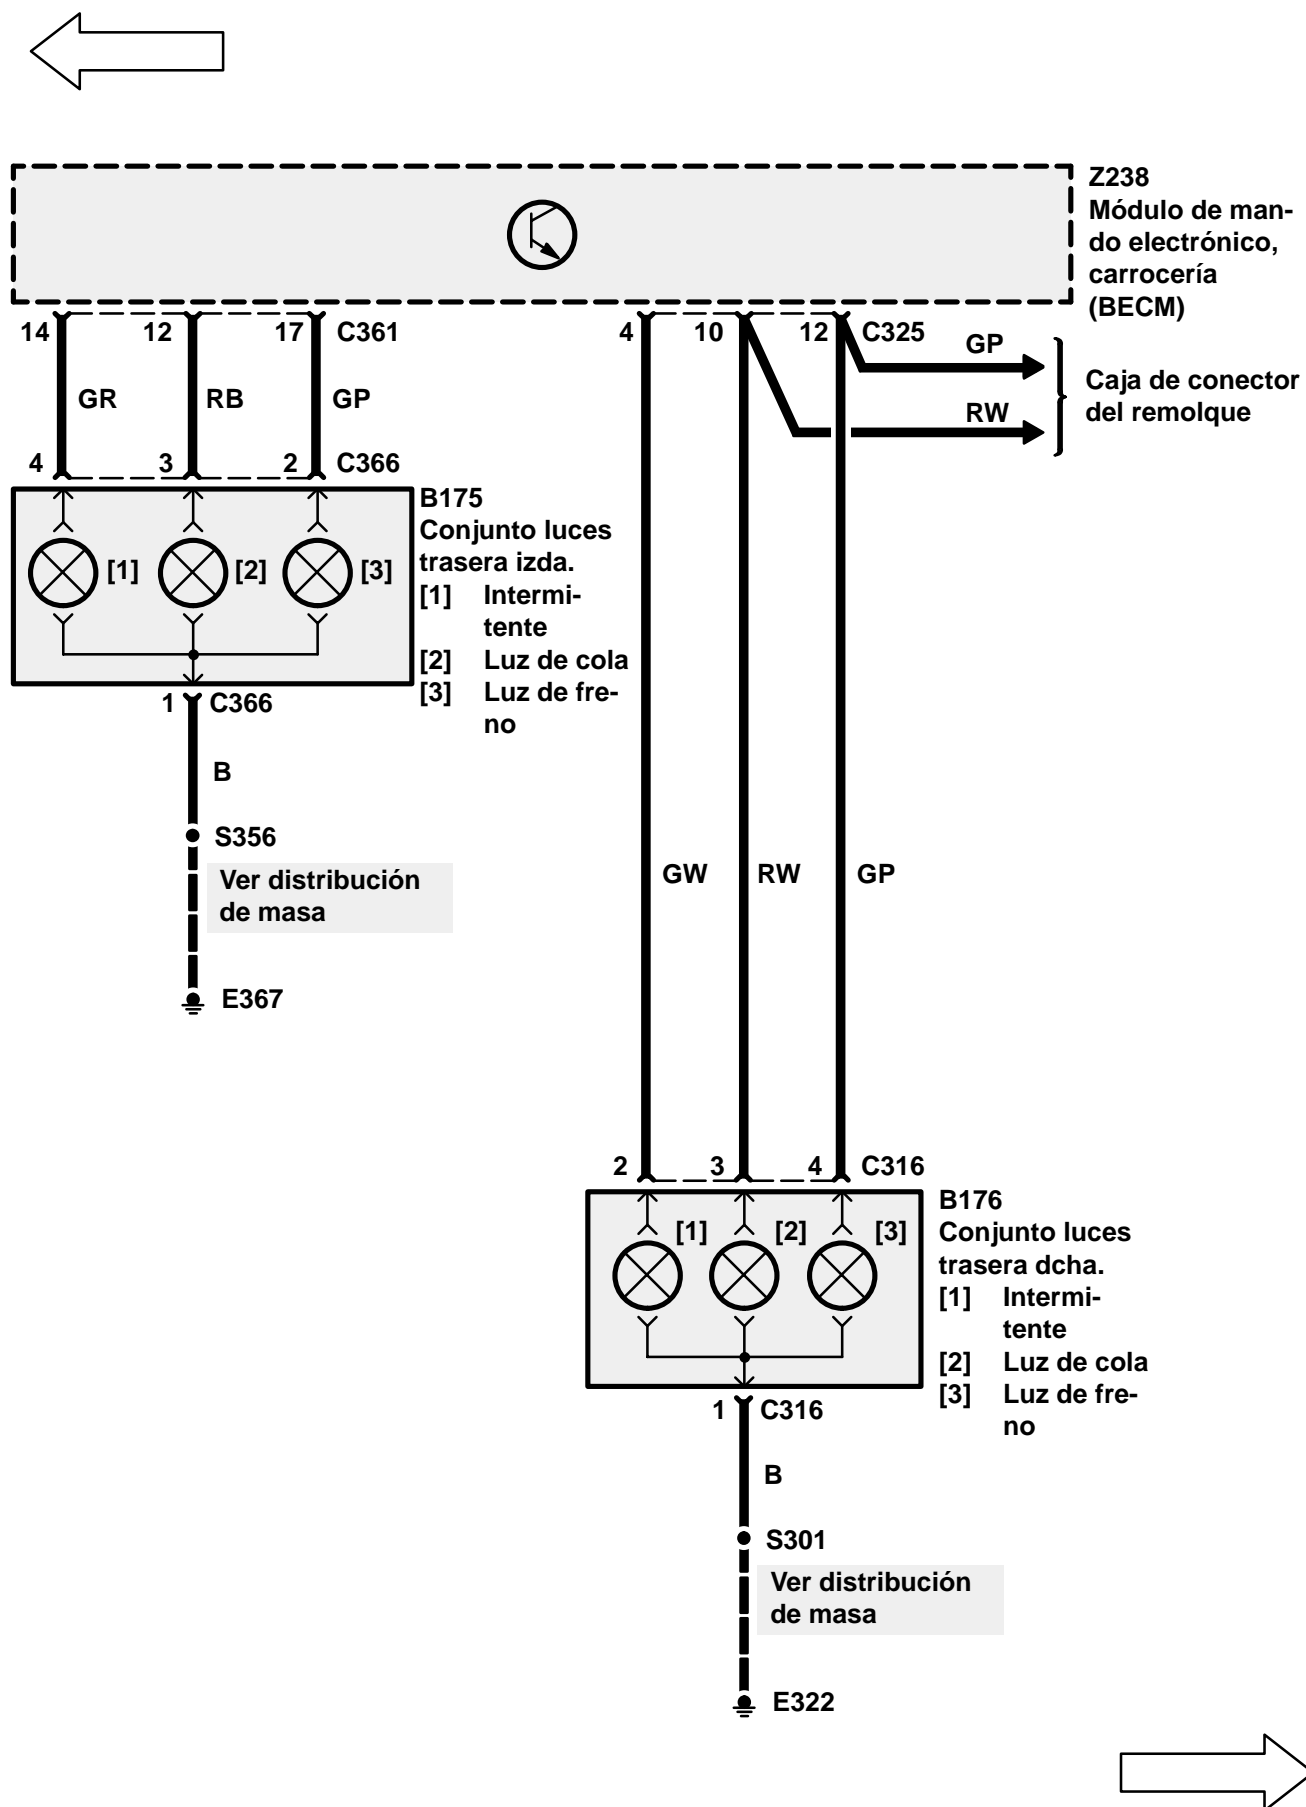 Z238
Módulo de man-
do electrónico,
carrocería
(BECM)
14 12 17 C361
4 10 12 C325
GP
RW
Caja de conector
del remolque
GR RB GP
4 3 2 C366
B175
Conjunto luces
trasera izda.
[1] Intermi-
tente
[2] Luz de cola
[3] Luz de fre-
no
[1] [2] [3]
1 C366
B
S356
Ver distribución
de masa
E367
GW RW GP
2 3 4 C316
B176
Conjunto luces
trasera dcha.
[1] Intermi-
tente
[2] Luz de cola
[3] Luz de fre-
no
[1] [2] [3]
1 C316
B
S301
Ver distribución
de masa
E322